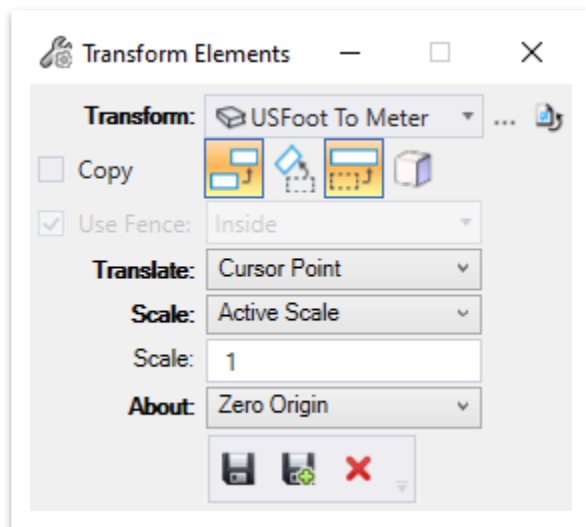 Transform Elements
Transform: USFoot To Meter ...
Copy
Use Fence: Inside
Translate: Cursor Point
Scale: Active Scale
Scale: 1
About: Zero Origin